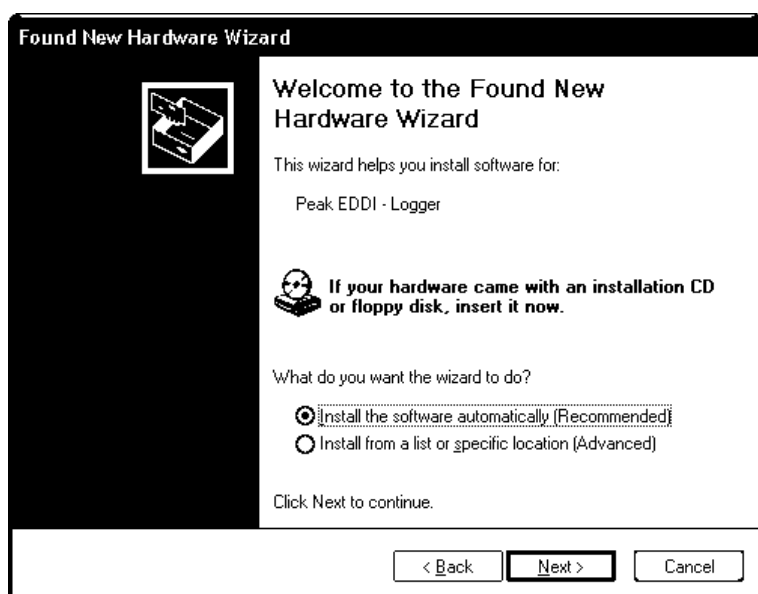 Found New Hardware Wizard
Welcome to the Found New
Hardware Wizard
This wizard helps you install software for:
Peak EDDI - Logger
If your hardware came with an installation CD
or floppy disk, insert it now.
What do you want the wizard to do?
Install the software automatically (Recommended)
Install from a list or specific location (Advanced)
Click Next to continue.
< Back Next > Cancel